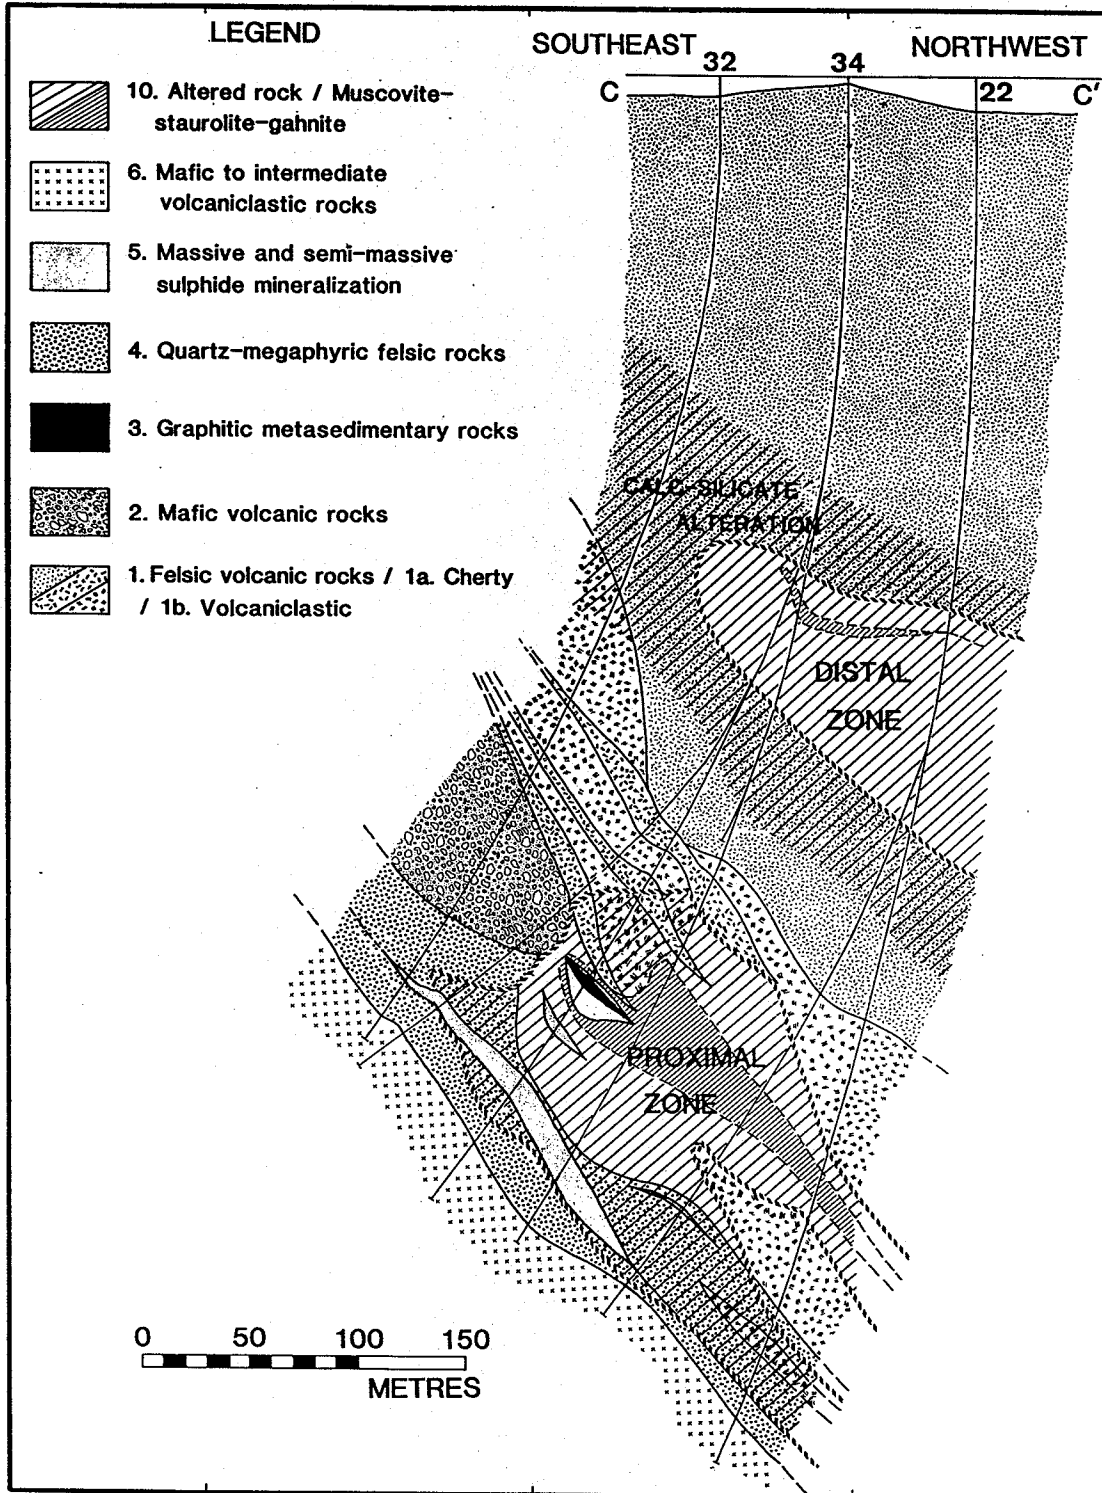 LEGEND
10. Altered rock / Muscovite-
staurolite-gahnite
6. Mafic to intermediate
volcaniclastic rocks
5. Massive and semi-massive
sulphide mineralization
4. Quartz-megaphyric felsic rocks
3. Graphitic metasedimentary rocks
2. Mafic volcanic rocks
1. Felsic volcanic rocks / 1a. Cherty
/ 1b. Volcaniclastic
SOUTHEAST
NORTHWEST
32
34
22
C
C'
CALC-SILICATE
ALTERATION
DISTAL
ZONE
PROXIMAL
ZONE
0 50 100 150
METRES